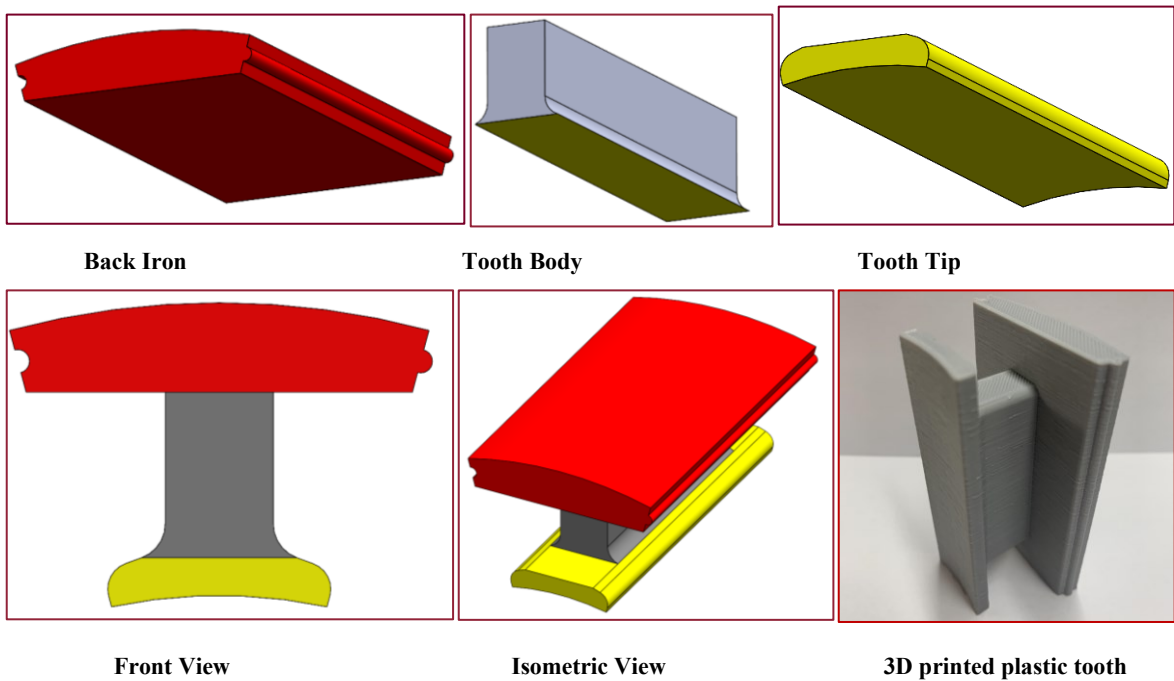 Back Iron
Tooth Body
Tooth Tip
Front View
Isometric View
3D printed plastic tooth